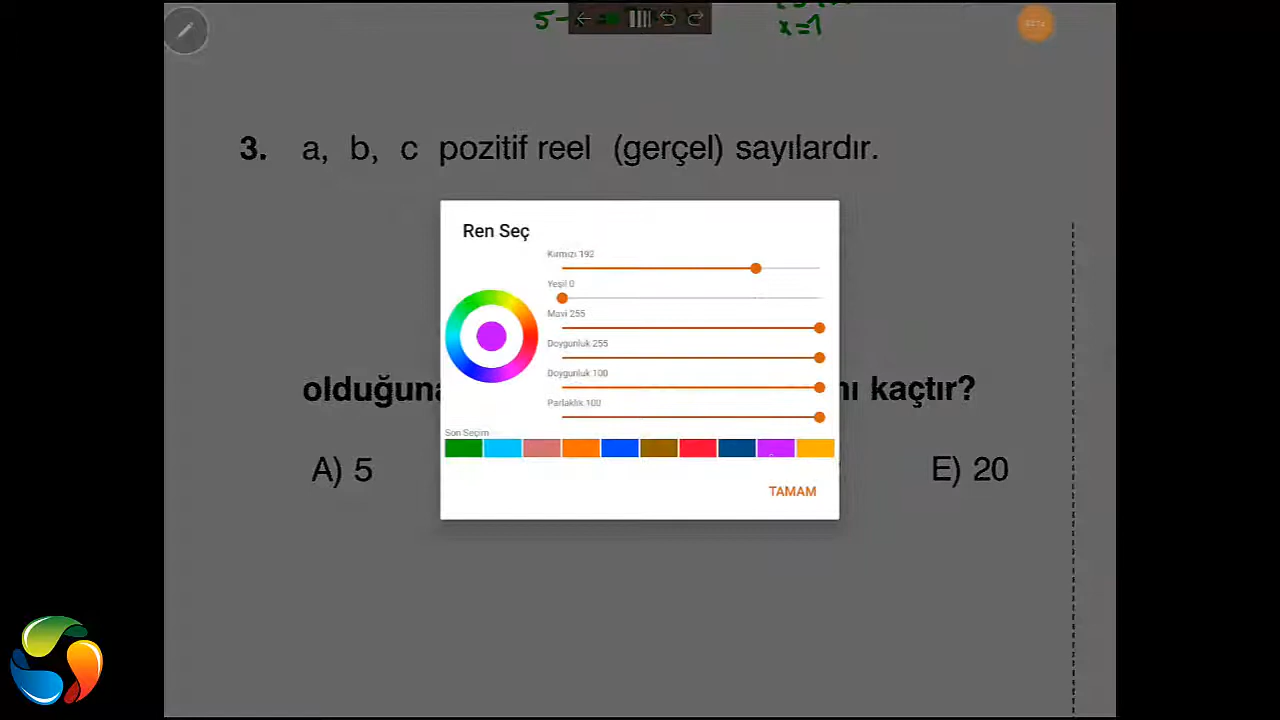 5-
x=1
3. a, b, c pozitif reel (gerçel) sayılardır.
Ren Seç
Kırmızı 192
Yeşil 0
Mavi 255
Doygunluk 255
Doygunluk 100
Parlaklık 100
Son Seçim
TAMAM
olduğuna kaçtır?
A) 5
E) 20